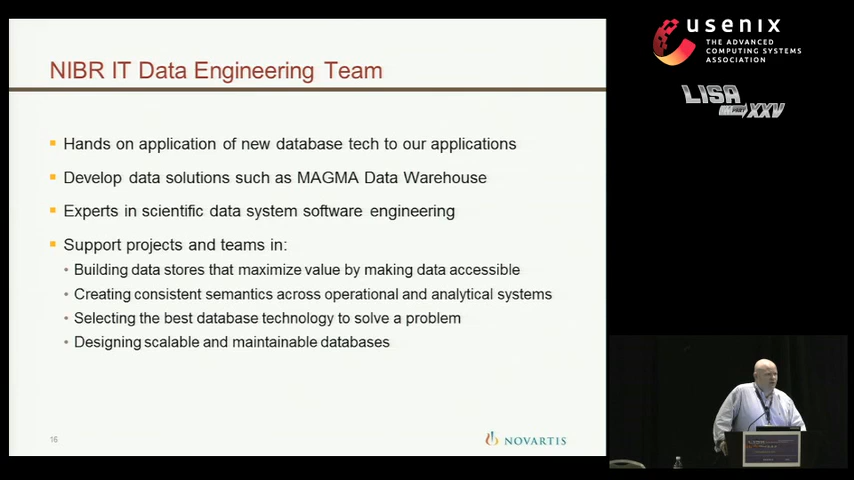 NIBR IT Data Engineering Team
Hands on application of new database tech to our applications
Develop data solutions such as MAGMA Data Warehouse
Experts in scientific data system software engineering
Support projects and teams in:
Building data stores that maximize value by making data accessible
Creating consistent semantics across operational and analytical systems
Selecting the best database technology to solve a problem
Designing scalable and maintainable databases
16
NOVARTIS
usenix
THE ADVANCED
COMPUTING SYSTEMS
ASSOCIATION
LISA
XXV